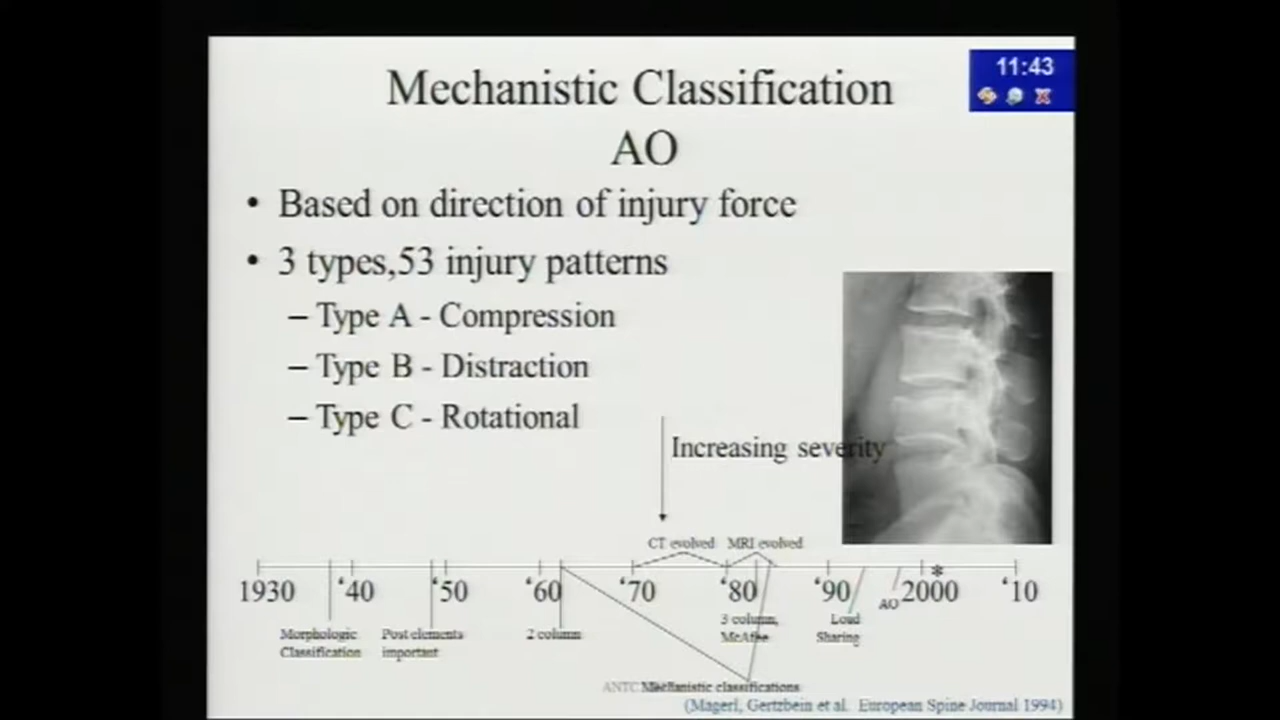 11:43
Mechanistic Classification
AO
• Based on direction of injury force
• 3 types,53 injury patterns
– Type A - Compression
– Type B - Distraction
– Type C - Rotational
Increasing severity
CT evolved MRI evolved
1930 ‘40 ‘50 ‘60 ‘70 ‘80 ‘90 2000 ‘10
*
AO
Morphologic
Classification
Post elements
important
2 column
3 column,
McAfee
Load
Sharing
ANTC Mechanistic classifications
(Magerl, Gertzbein et al. European Spine Journal 1994)